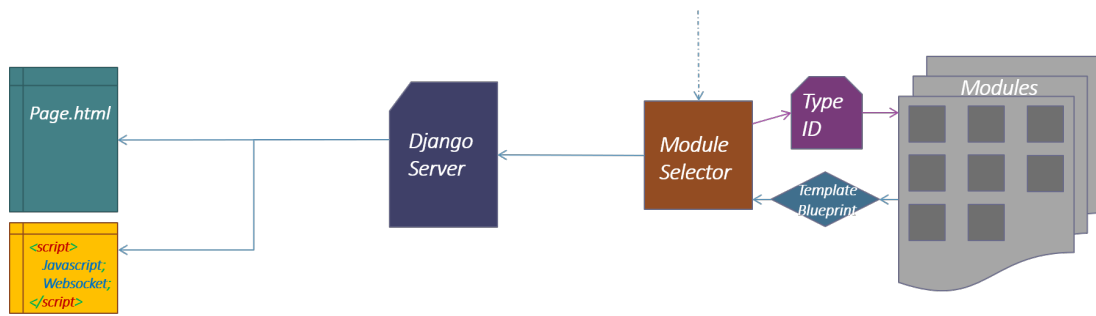 Page.html
<script>
Javascript;
Websocket;
</script>
Django
Server
Module
Selector
Type
ID
Template
Blueprint
Modules